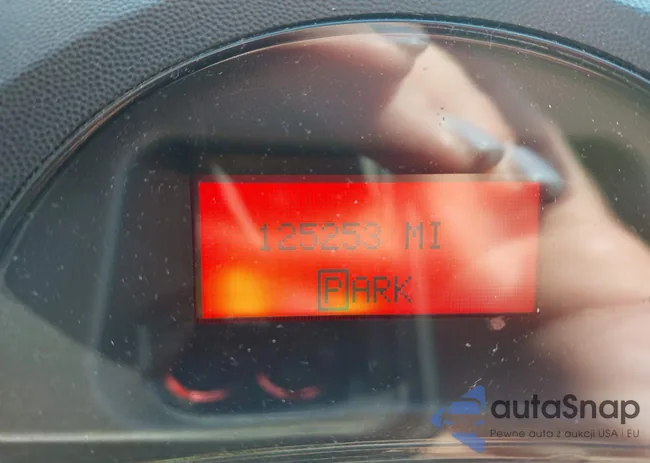 125253 MI
PARK
autaSnap
Pewne auta z aukcji USA i EU